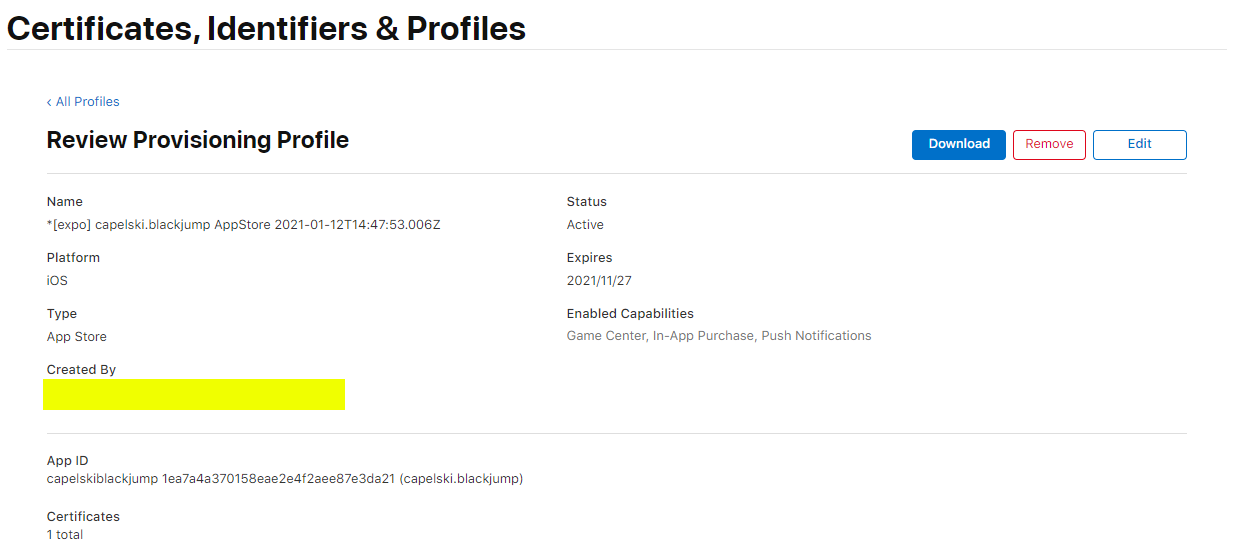 Certificates, Identifiers & Profiles
‹ All Profiles
Review Provisioning Profile
Download
Remove
Edit
Name
*[expo] capelski.blackjump AppStore 2021-01-12T14:47:53.006Z
Status
Active
Platform
iOS
Expires
2021/11/27
Type
App Store
Enabled Capabilities
Game Center, In-App Purchase, Push Notifications
Created By
App ID
capelskiblackjump 1ea7a4a370158eae2e4f2aee87e3da21 (capelski.blackjump)
Certificates
1 total